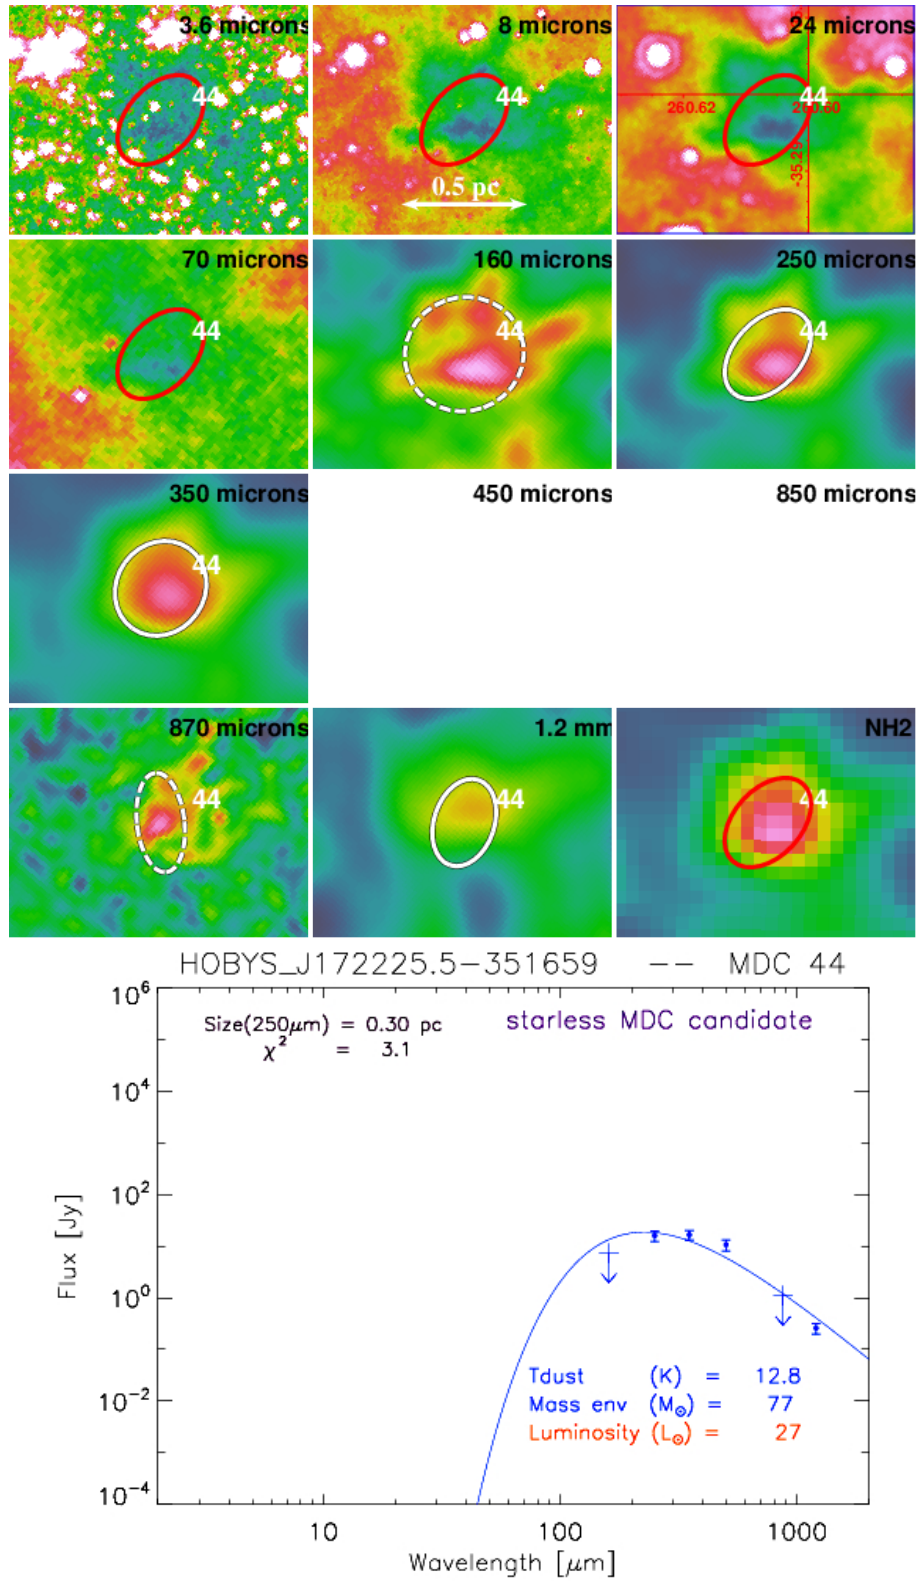 3.6 microns
44
8 microns
44
0.5 pc
24 microns
44
260.62
260.60
-35.29
70 microns
44
160 microns
44
250 microns
44
350 microns
44
450 microns
850 microns
870 microns
44
1.2 mm
44
NH2
44
HOBYS_J172225.5-351659 -- MDC 44
Size(250μm) = 0.30 pc
χ² = 3.1
starless MDC candidate
10⁶
10⁴
10²
10⁰
10⁻²
10⁻⁴
Flux [Jy]
Tdust (K) = 12.8
Mass env (M⊙) = 77
Luminosity (L⊙) = 27
10 100 1000
Wavelength [μm]